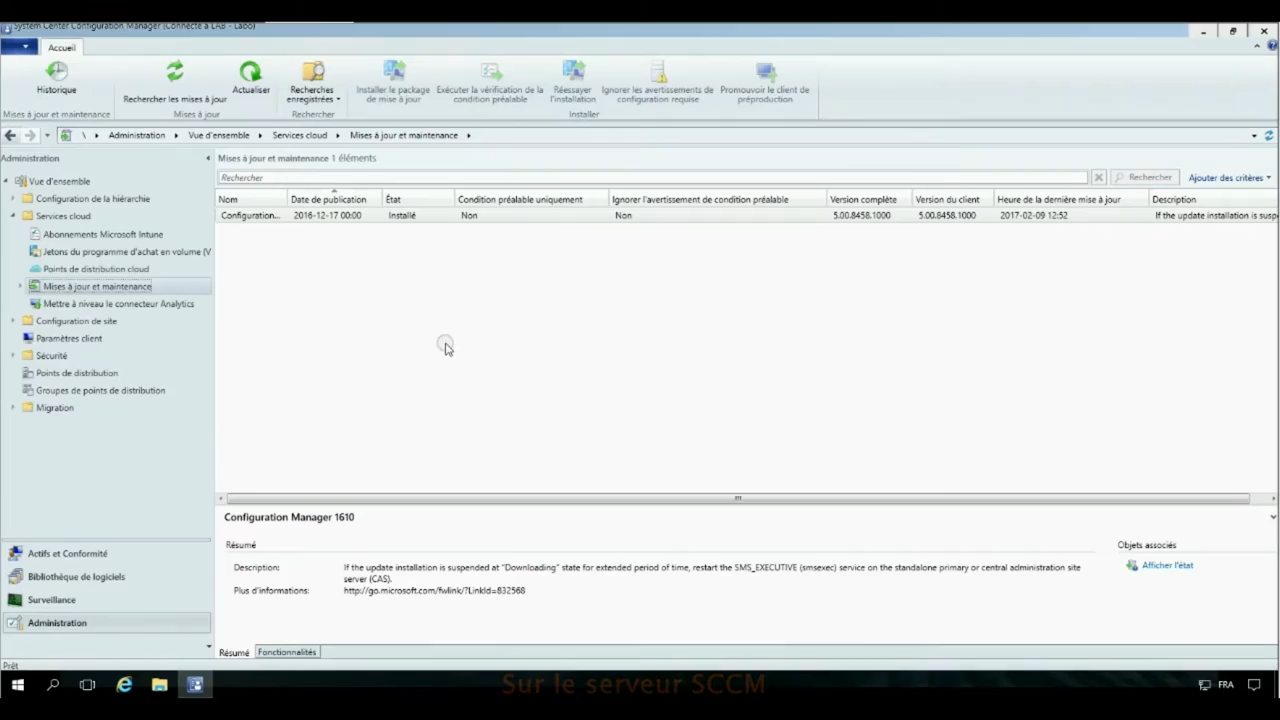 System Center Configuration Manager (Connecté à LAB - Labo)
Accueil
Historique
Rechercher les mises à jour
Actualiser
Recherches enregistrées
Installer le package de mise à jour
Exécuter la vérification de la condition préalable
Réessayer l'installation
Ignorer les avertissements de configuration requise
Promouvoir le client de préproduction
Mises à jour et maintenance
Mises à jour
Rechercher
Installer
\ Administration Vue d'ensemble Services cloud Mises à jour et maintenance
Administration
Vue d'ensemble
Configuration de la hiérarchie
Services cloud
Abonnements Microsoft Intune
Jetons du programme d'achat en volume (V
Points de distribution cloud
Mises à jour et maintenance
Mettre à niveau le connecteur Analytics
Configuration de site
Paramètres client
Sécurité
Points de distribution
Groupes de points de distribution
Migration
Actifs et Conformité
Bibliothèque de logiciels
Surveillance
Administration
Mises à jour et maintenance 1 éléments
Rechercher
Rechercher
Ajouter des critères
Nom Date de publication État Condition préalable uniquement Ignorer l'avertissement de condition préalable Version complète Version du client Heure de la dernière mise à jour Description
Configuration... 2016-12-17 00:00 Installé Non Non 5.00.8458.1000 5.00.8458.1000 2017-02-09 12:52 If the update installation is susp
Configuration Manager 1610
Résumé
Description: If the update installation is suspended at "Downloading" state for extended period of time, restart the SMS_EXECUTIVE (smsexec) service on the standalone primary or central administration site
server (CAS).
Plus d'informations: http://go.microsoft.com/fwlink/?LinkId=832568
Objets associés
Afficher l'état
Résumé Fonctionnalités
Prêt
Sur le serveur SCCM
FRA